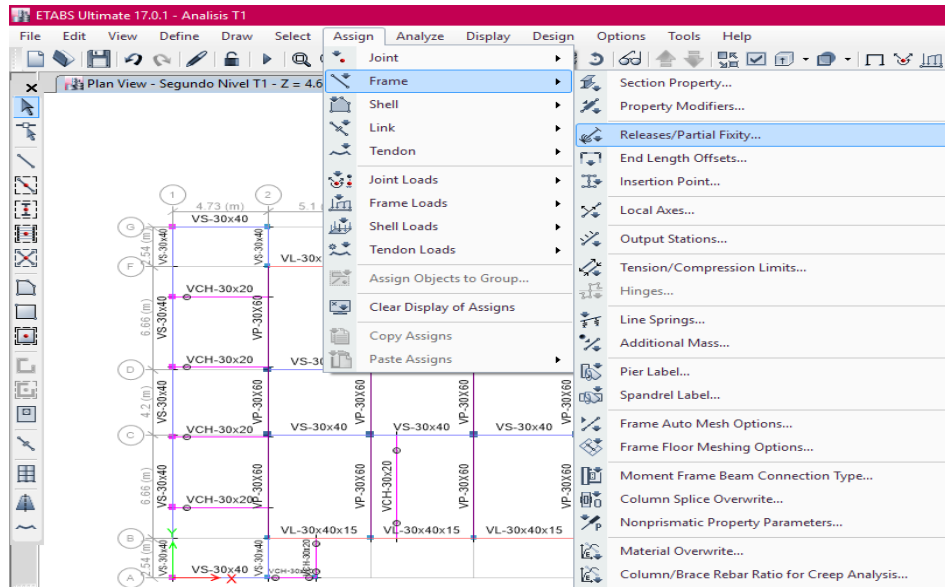 ETABS Ultimate 17.0.1 - Analisis T1
File Edit View Define Draw Select Assign Analyze Display Design Options Tools Help
Plan View - Segundo Nivel T1 - Z = 4.6
Joint
Frame
Shell
Link
Tendon
Joint Loads
Frame Loads
Shell Loads
Tendon Loads
Assign Objects to Group...
Clear Display of Assigns
Copy Assigns
Paste Assigns
Section Property...
Property Modifiers...
Releases/Partial Fixity...
End Length Offsets...
Insertion Point...
Local Axes...
Output Stations...
Tension/Compression Limits...
Hinges...
Line Springs...
Additional Mass...
Pier Label...
Spandrel Label...
Frame Auto Mesh Options...
Frame Floor Meshing Options...
Moment Frame Beam Connection Type...
Column Splice Overwrite...
Nonprismatic Property Parameters...
Material Overwrite...
Column/Brace Rebar Ratio for Creep Analysis...
1 2
4.73 (m) 5.1
VS-30x40
G
2.54 (m) VS-30x40 VS-30x40
F VL-30x
VCH-30x20
6.66 (m) VS-30x40 VP-30X60
VCH-30x20 VS-30
D
4.2 (m) VS-30x40 VP-30X60 VP-30X60 VP-30X60 VP-30X60
VCH-30x20 VS-30x40 VS-30x40 VS-30x40
C
6.66 (m) VS-30x40 VP-30X60 VP-30X60 VCH-30x20 VP-30X60 VP-30X60
VCH-30x20
VL-30x40x15 VL-30x40x15 VL-30x40x15
B
Y
2.54 (m) VS-30x40 VS-30x40 VCH-30x20
VS-30x40 VCH-30x20
A X